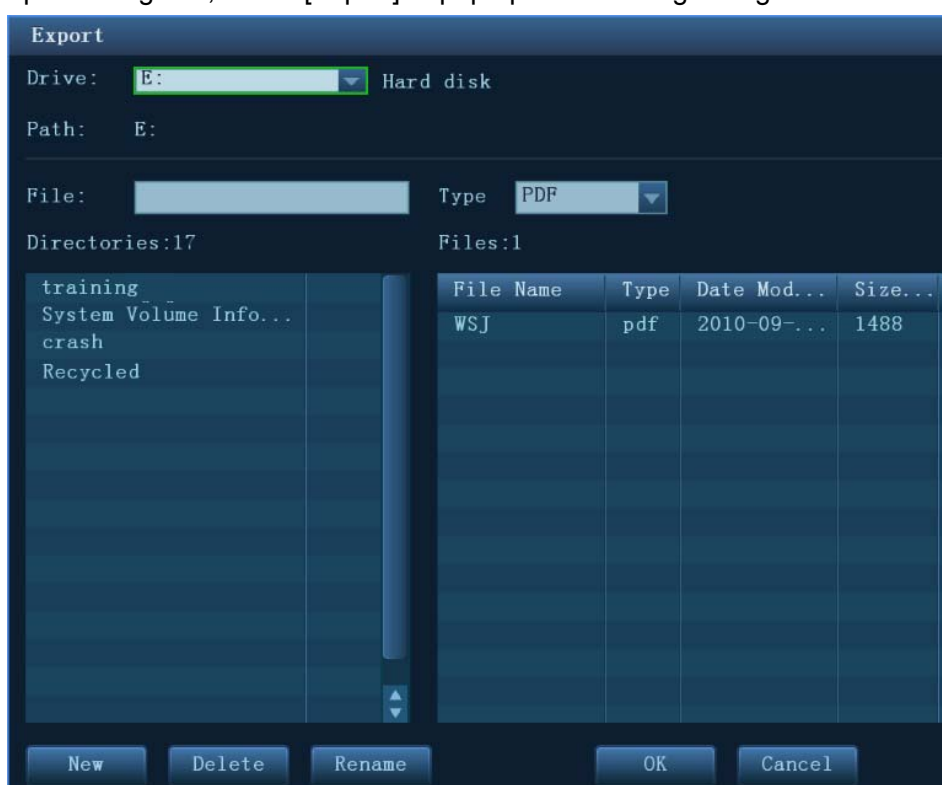 Export
Drive: E: Hard disk
Path: E:
File: Type PDF
Directories:17 Files:1
File Name Type Date Mod... Size...
training
System Volume Info...
WSJ pdf 2010-09-... 1488
crash
Recycled
New Delete Rename OK Cancel